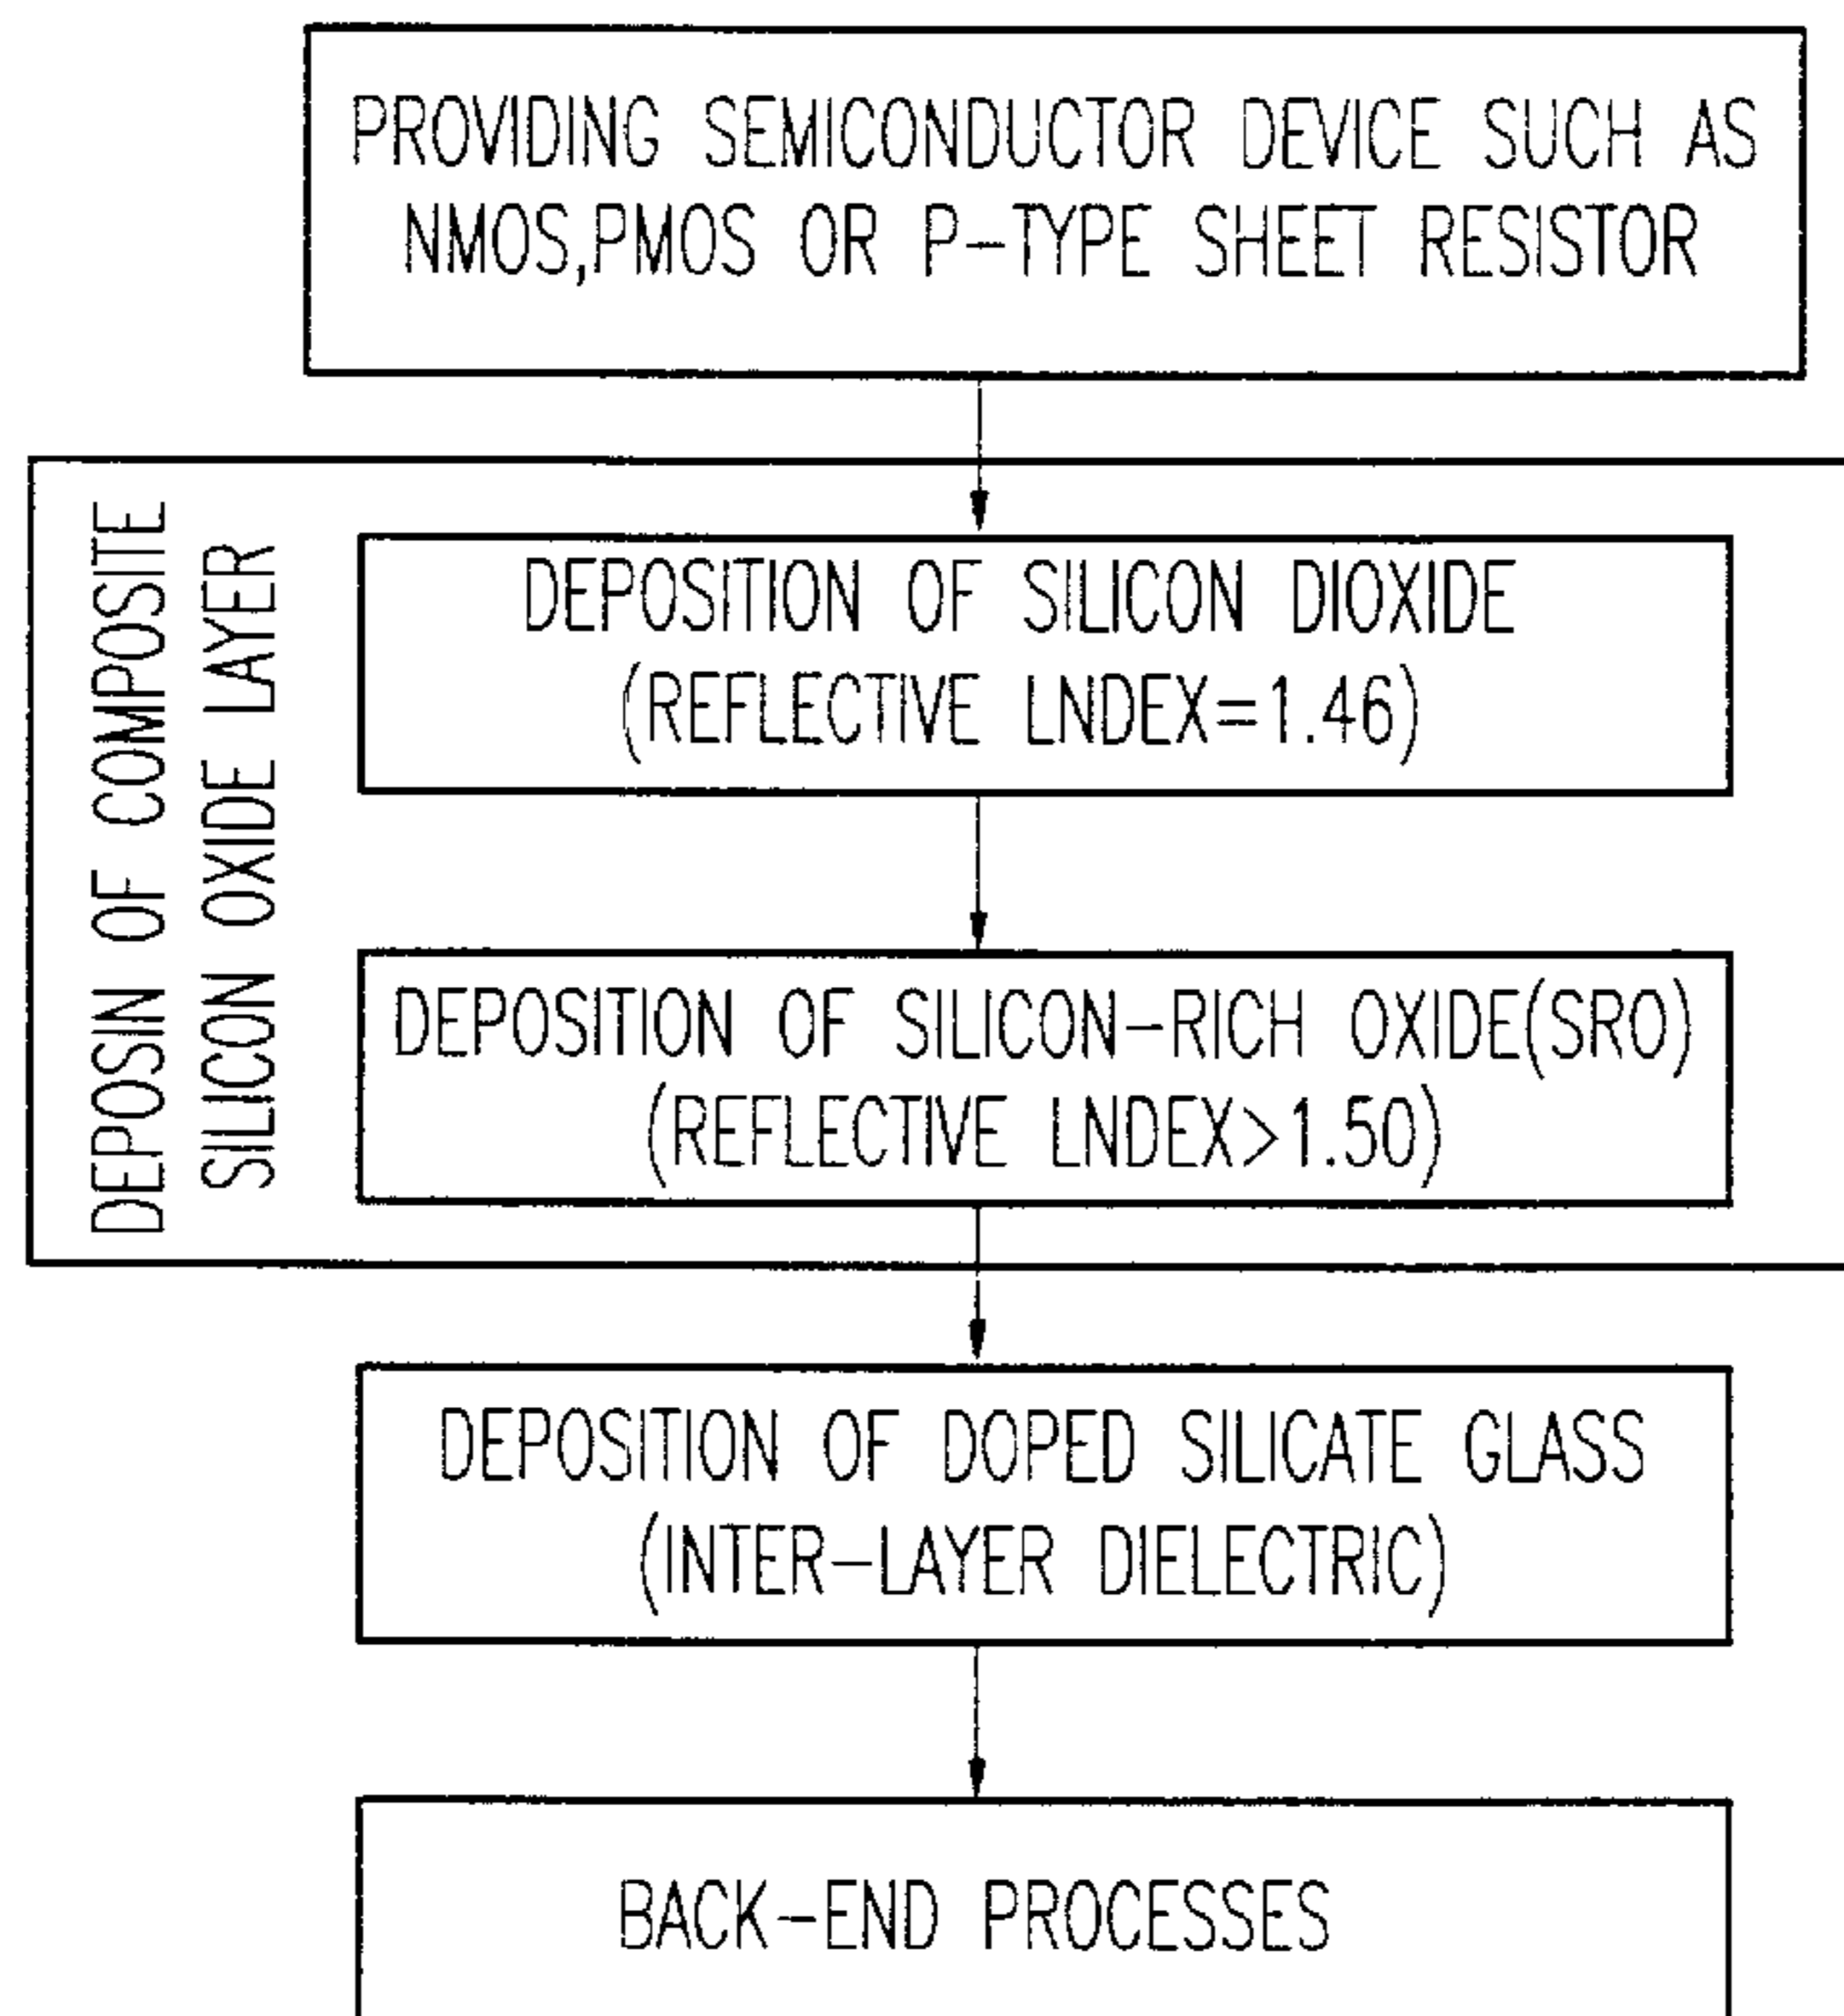 PROVIDING SEMICONDUCTOR DEVICE SUCH AS
NMOS,PMOS OR P-TYPE SHEET RESISTOR
DEPOSIN OF COMPOSITE
SILICON OXIDE LAYER
DEPOSITION OF SILICON DIOXIDE
(REFLECTIVE LNDEX=1.46)
DEPOSITION OF SILICON-RICH OXIDE(SRO)
(REFLECTIVE LNDEX>1.50)
DEPOSITION OF DOPED SILICATE GLASS
(INTER-LAYER DIELECTRIC)
BACK-END PROCESSES